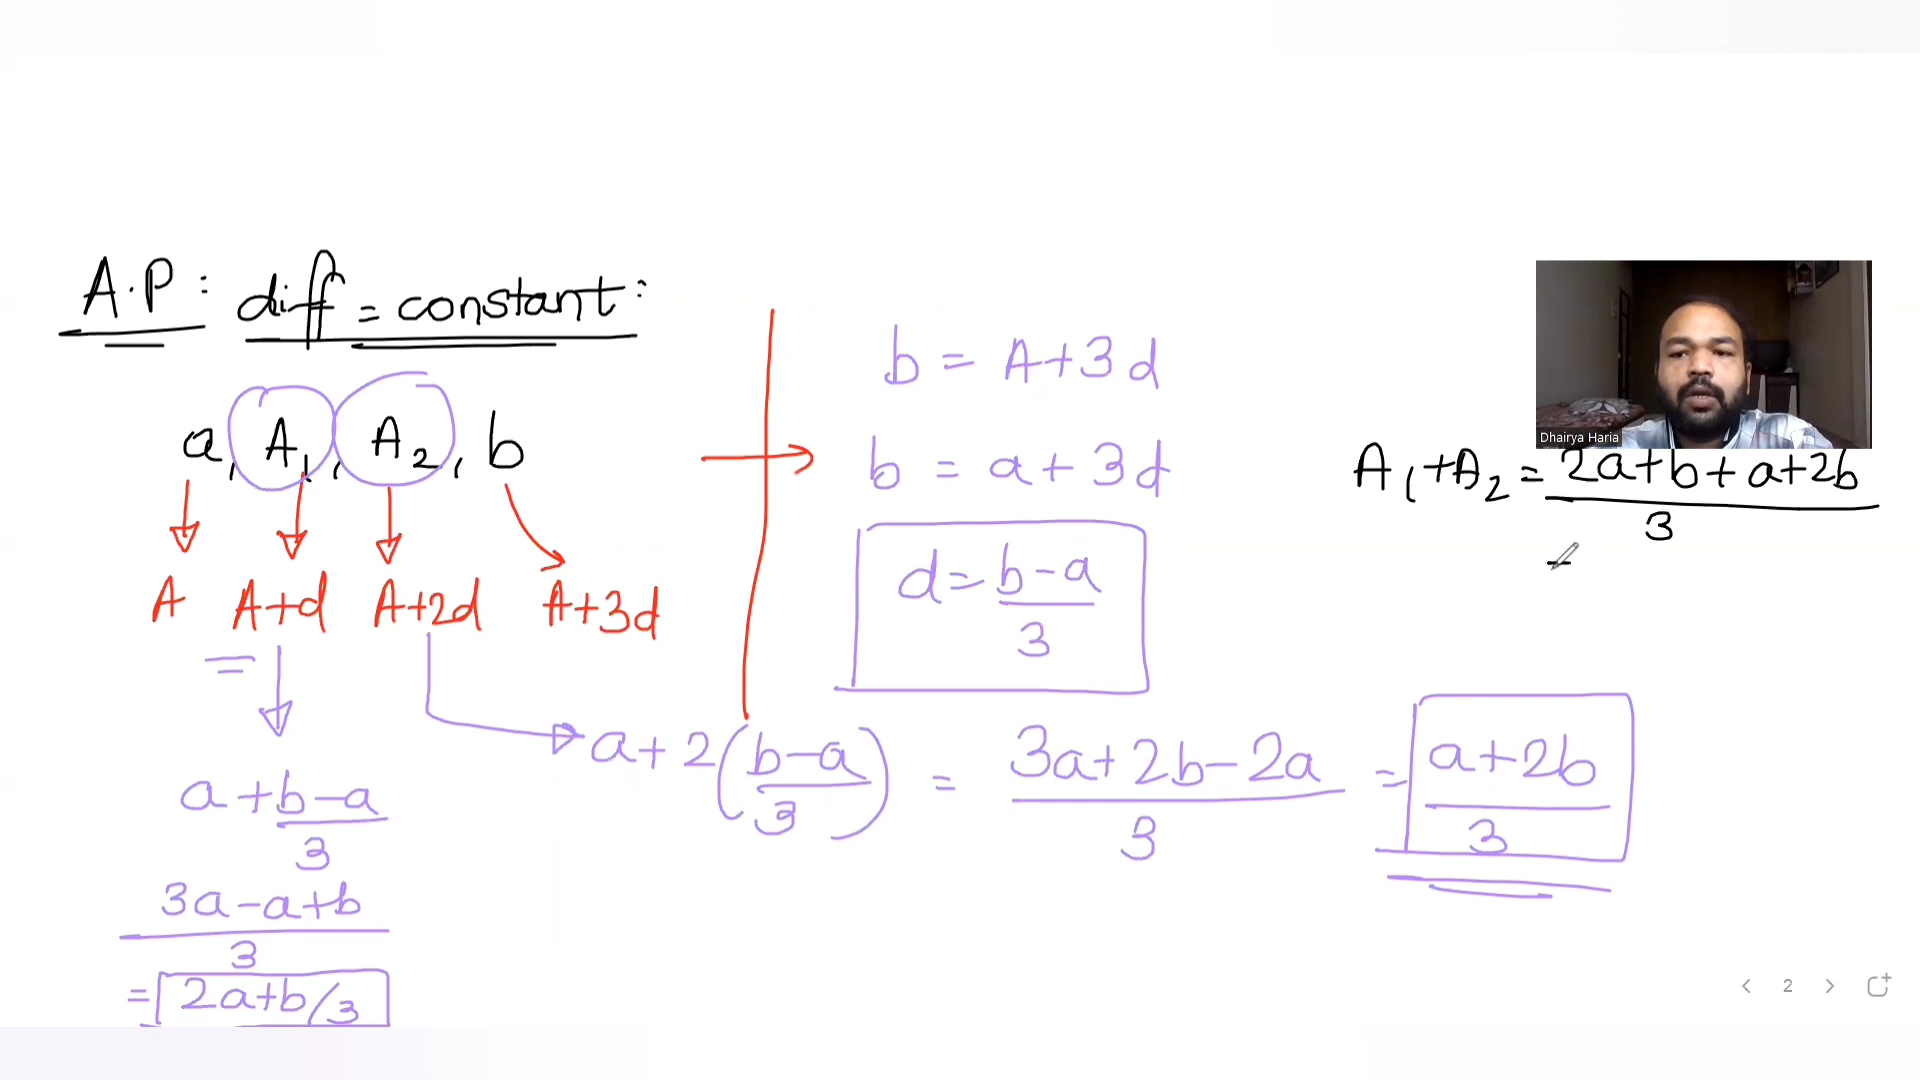 A.P : diff = constant :
a, A₁, A₂, b
A A+d A+2d A+3d
a + b-a/3
3a-a+b/3
= 2a+b/3
b = A+3d
b = a+3d
d = b-a/3
a+2(b-a/3) = 3a+2b-2a/3 = a+2b/3
Dhairya Haria
A₁+A₂ = 2a+b+a+2b/3
=
2